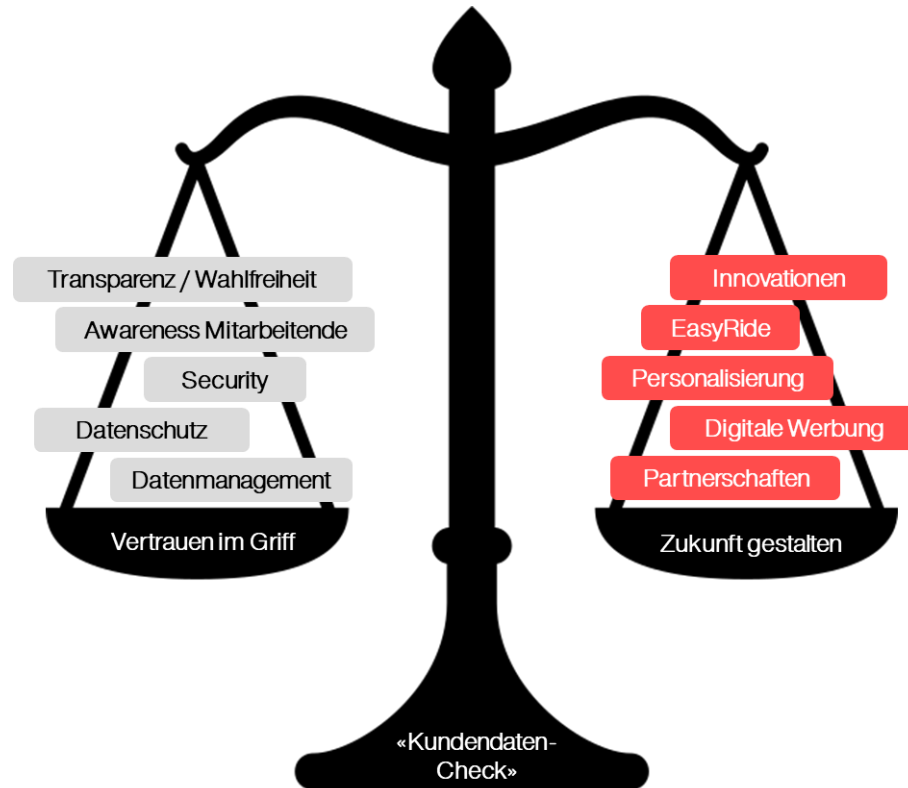 Transparenz / Wahlfreiheit
Awareness Mitarbeitende
Security
Datenschutz
Datenmanagement
Vertrauen im Griff
Innovationen
EasyRide
Personalisierung
Digitale Werbung
Partnerschaften
Zukunft gestalten
«Kundendaten-
Check»